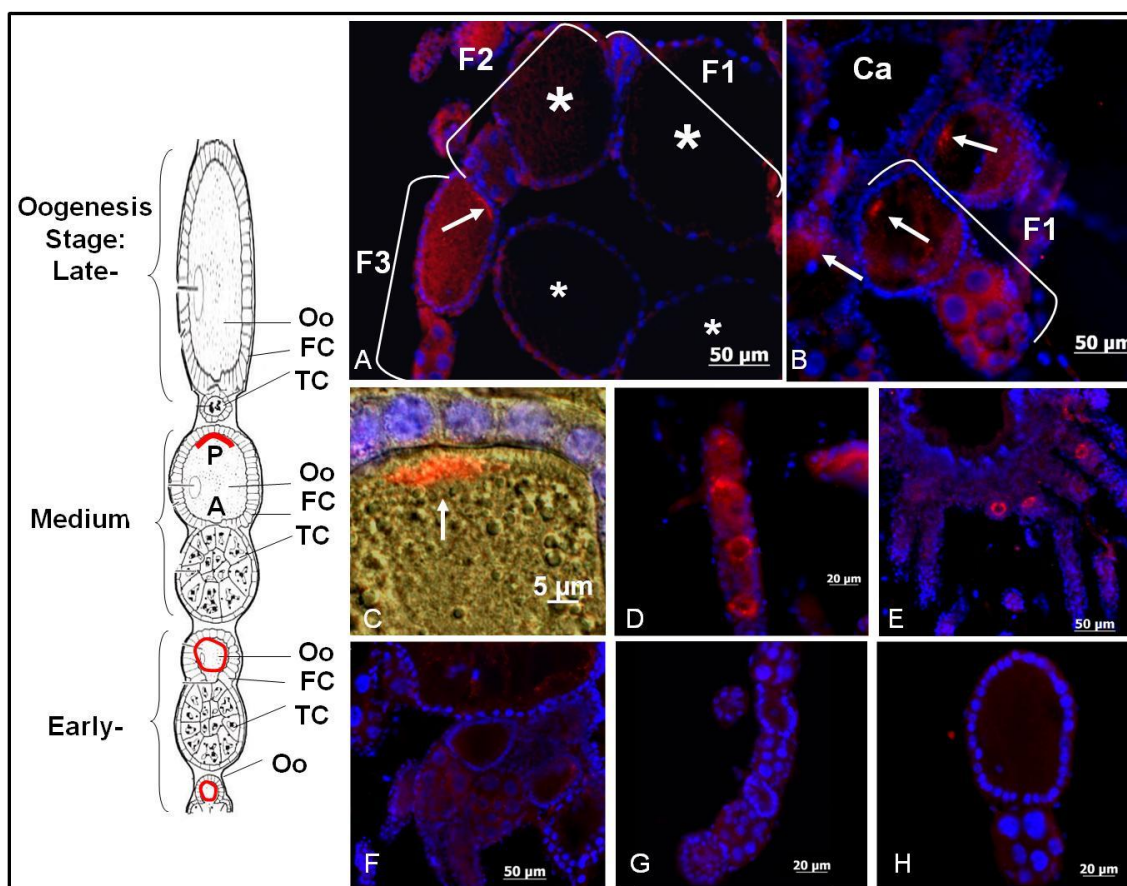 Oogenesis
Stage:
Late-
Oo
FC
TC
P
A
Oo
FC
TC
Medium
Oo
FC
TC
Early-
Oo
F2
*
F1
*
F3
*
*
A
50 µm
Ca
F1
B
50 µm
C
5 µm
D
20 µm
E
50 µm
F
50 µm
G
20 µm
H
20 µm